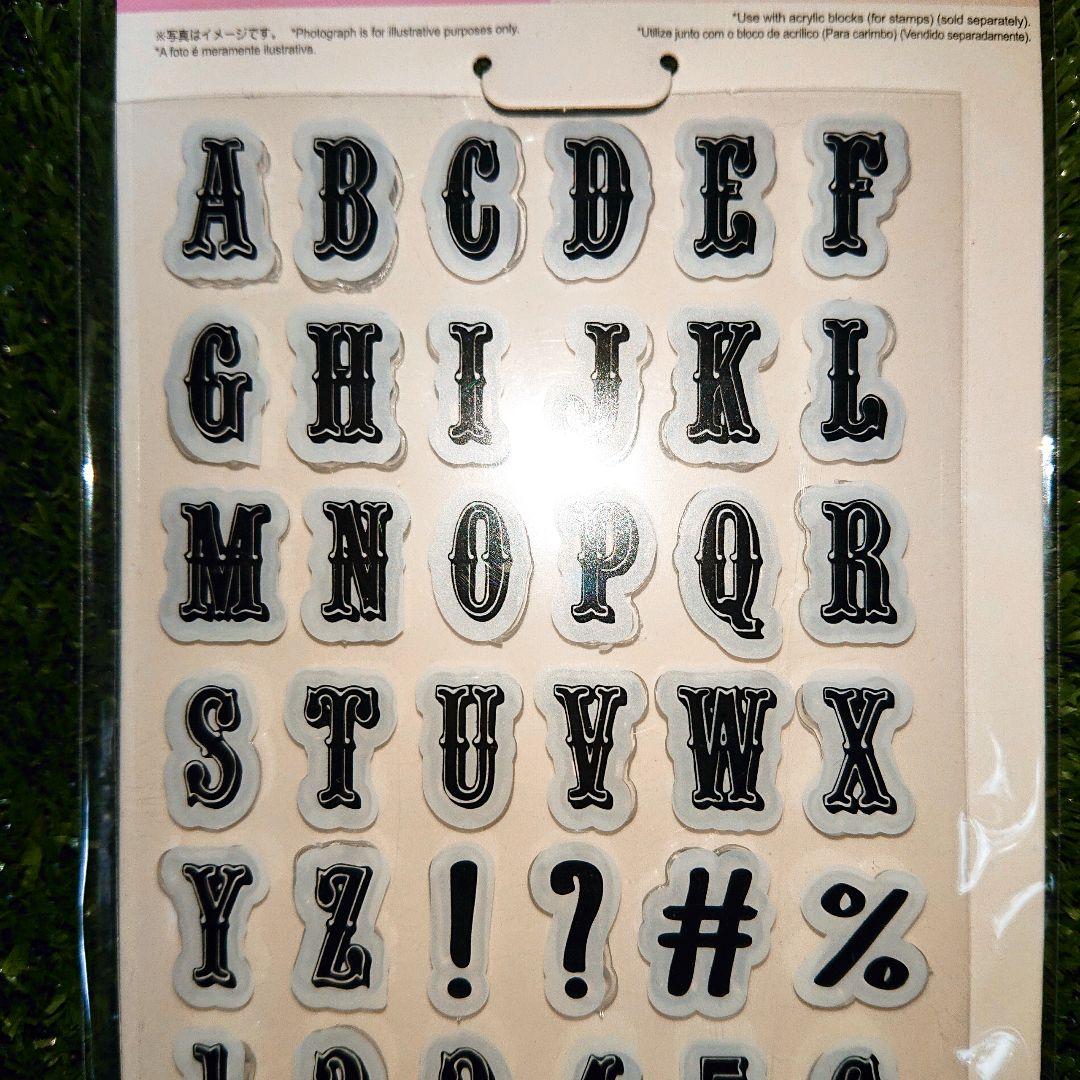 ※写真はイメージです。 *Photograph is for illustrative purposes only.
*A foto é meramente ilustrativa.
*Use with acrylic blocks (for stamps) (sold separately).
*Utilize junto com o bloco de acrílico (Para carimbo) (Vendido separadamente).
A B C D E F
G H I J K L
M N O P Q R
S T U V W X
Y Z ! ? # %